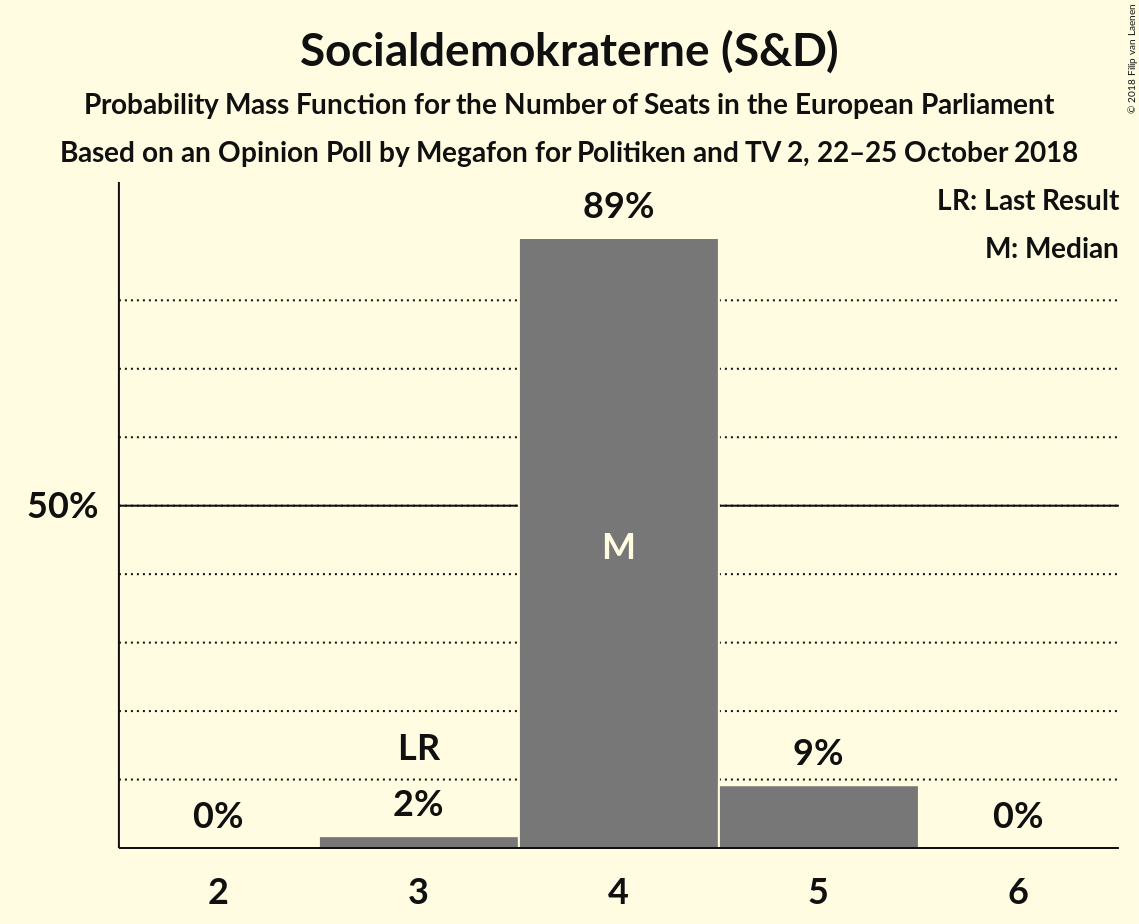 Socialdemokraterne (S&D)
Probability Mass Function for the Number of Seats in the European Parliament
Based on an Opinion Poll by Megafon for Politiken and TV 2, 22–25 October 2018
© 2018 Filip van Laenen
LR: Last Result
M: Median
89%
50%
M
LR
9%
2%
0%
0%
2 3 4 5 6